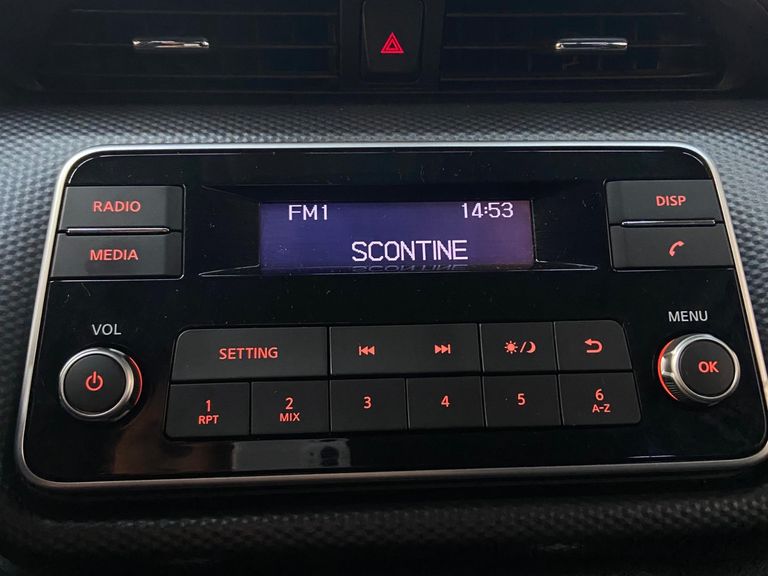 RADIO
MEDIA
FM1 14:53
SCONTINE
DISP
VOL
MENU
SETTING
OK
1 2 3 4 5 6
RPT MIX A-Z